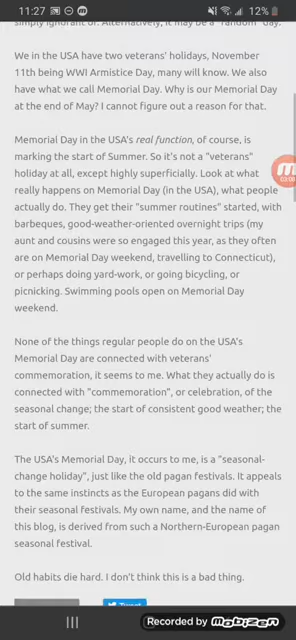 11:27
12%
simply ignorant of. Alternatively, it may be a "random" day.
We in the USA have two veterans' holidays, November
11th being WWI Armistice Day, many will know. We also
have what we call Memorial Day. Why is our Memorial Day
at the end of May? I cannot figure out a reason for that.
Memorial Day in the USA's real function, of course, is
marking the start of Summer. So it's not a "veterans"
holiday at all, except highly superficially. Look at what
really happens on Memorial Day (in the USA), what people
actually do. They get their "summer routines" started, with
barbeques, good-weather-oriented overnight trips (my
aunt and cousins were so engaged this year, as they often
are on Memorial Day weekend, travelling to Connecticut),
or perhaps doing yard-work, or going bicycling, or
picnicking. Swimming pools open on Memorial Day
weekend.
None of the things regular people do on the USA's
Memorial Day are connected with veterans'
commemoration, it seems to me. What they actually do is
connected with "commemoration", or celebration, of the
seasonal change; the start of consistent good weather; the
start of summer.
The USA's Memorial Day, it occurs to me, is a "seasonal-
change holiday", just like the old pagan festivals. It appeals
to the same instincts as the European pagans did with
their seasonal festivals. My own name, and the name of
this blog, is derived from such a Northern-European pagan
seasonal festival.
Old habits die hard. I don't think this is a bad thing.
Tweet
Recorded by Mobizen